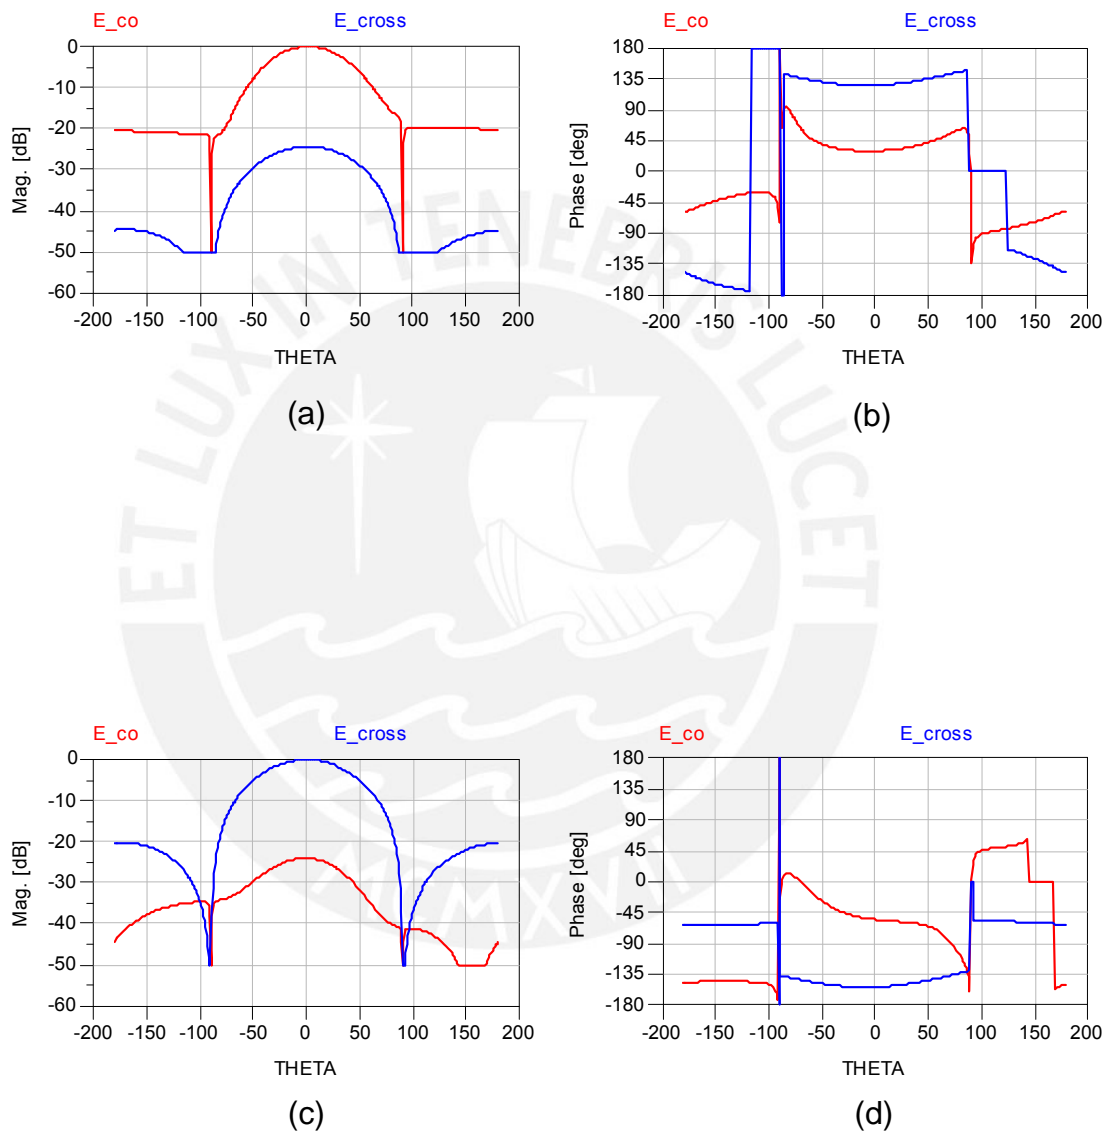 E_co E_cross E_co E_cross
0 180
-10 135
90
-20 45
Mag. [dB] -30 Phase [deg] 0
-45
-40 -90
-50 -135
-60 -180
-200 -150 -100 -50 0 50 100 150 200 -200 -150 -100 -50 0 50 100 150 200
THETA THETA
(a) (b)
ET LUX IN TENEBRIS LUCET
E_co E_cross E_co E_cross
0 180
-10 135
90
-20 45
Mag. [dB] -30 Phase [deg] 0
-45
-40 -90
-50 -135
-60 -180
MCMXVII
-200 -150 -100 -50 0 50 100 150 200 -200 -150 -100 -50 0 50 100 150 200
THETA THETA
(c) (d)